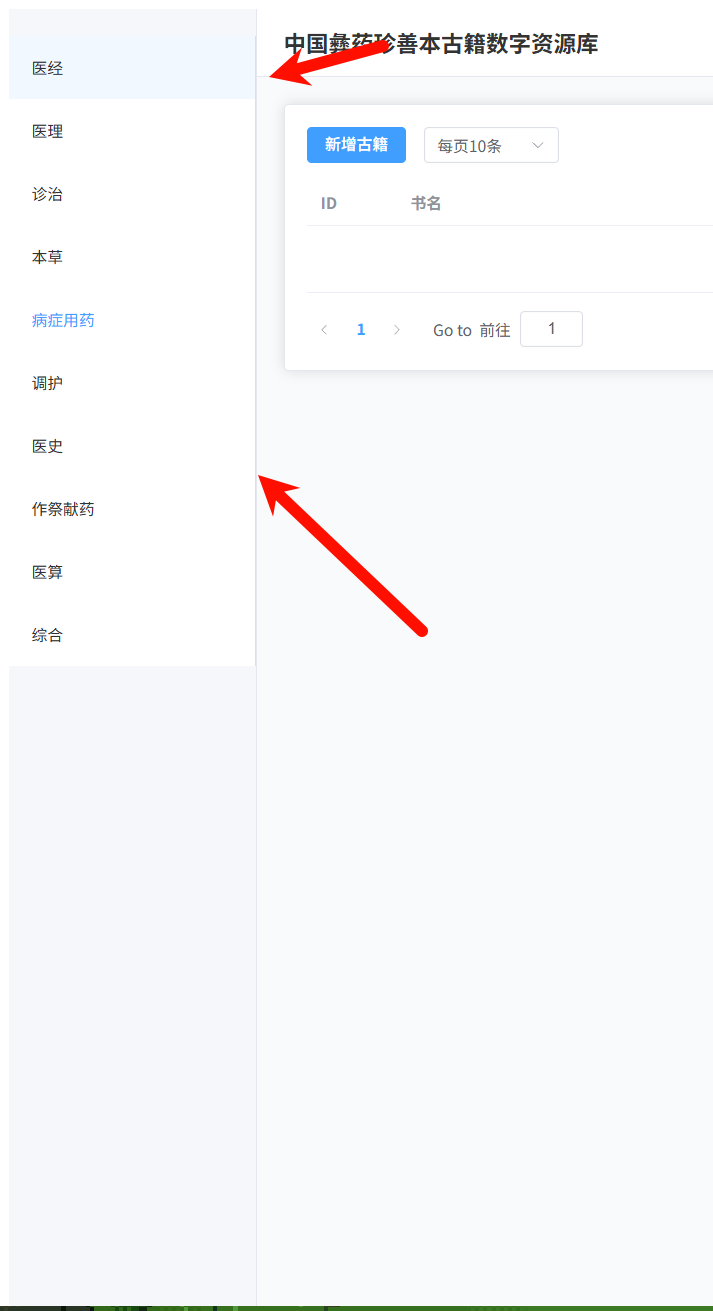 医经
医理
诊治
本草
病症用药
调护
医史
作祭献药
医算
综合
中国彝药珍善本古籍数字资源库
新增古籍 每页10条
ID 书名
1 Go to 前往 1